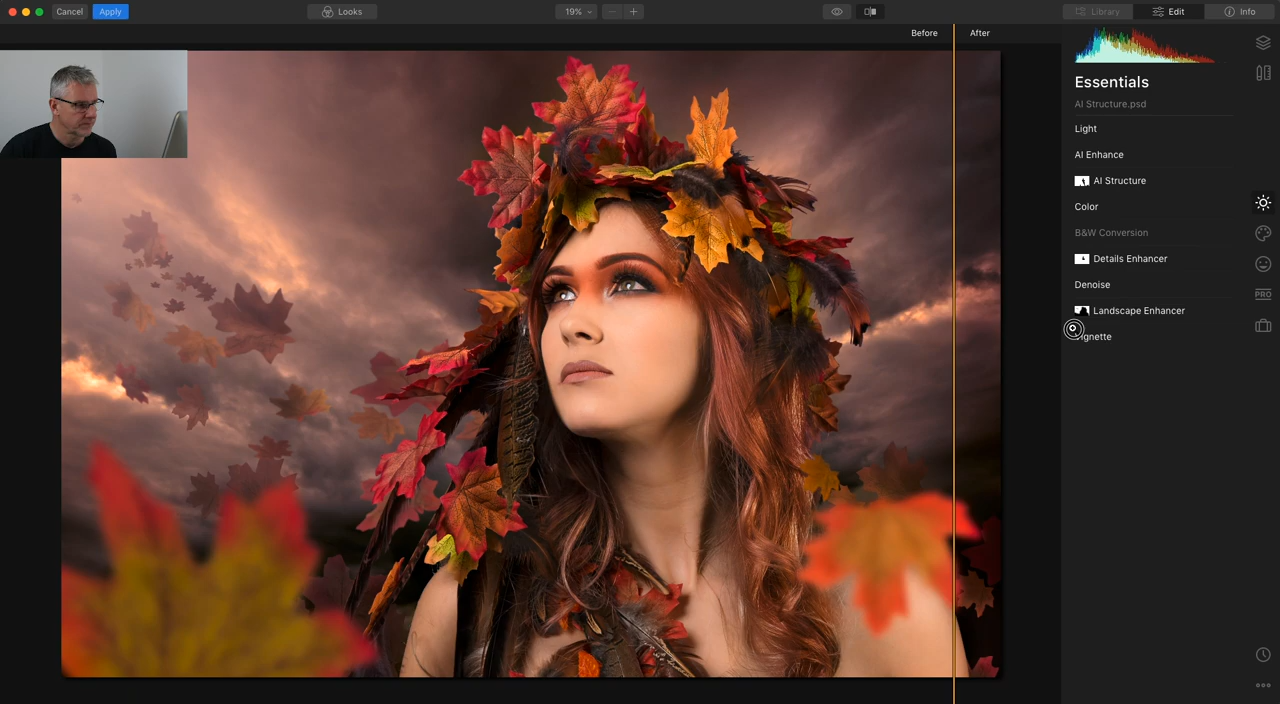 Cancel
Apply
Looks
19%
Library
Edit
Info
Before
After
Essentials
AI Structure.psd
Light
AI Enhance
AI Structure
Color
B&W Conversion
Details Enhancer
Denoise
Landscape Enhancer
ignette
PRO